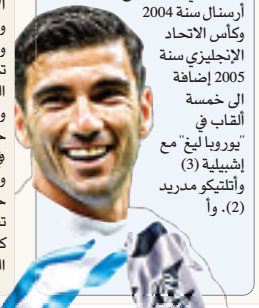 أرسنال سنة 2004
وكأس الاتحاد
الإنجليزي سنة
2005 إضافة
الى خمسة
ألقاب في
"يوروبا ليغ" مع
إشبيلية (3)
وأتلتيكو مدريد
(2). وأ